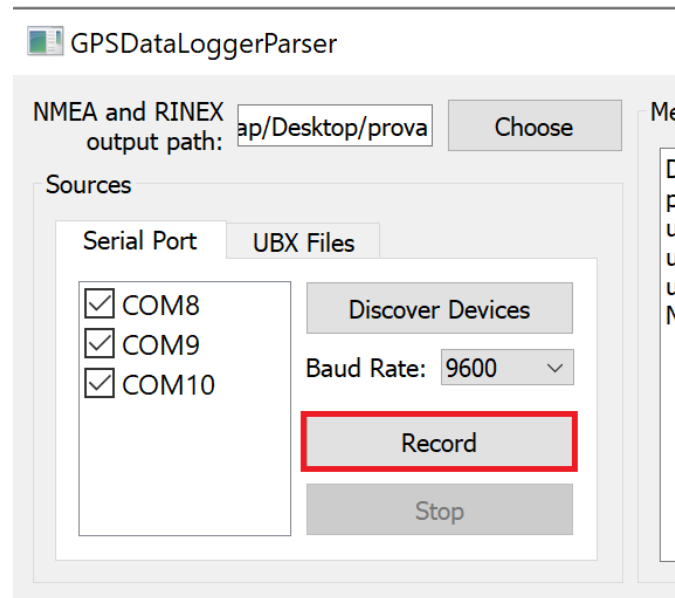 GPSDataLoggerParser
NMEA and RINEX
output path:
ap/Desktop/prova
Choose
Sources
Serial Port
UBX Files
COM8
COM9
COM10
Discover Devices
Baud Rate:
9600
Record
Stop